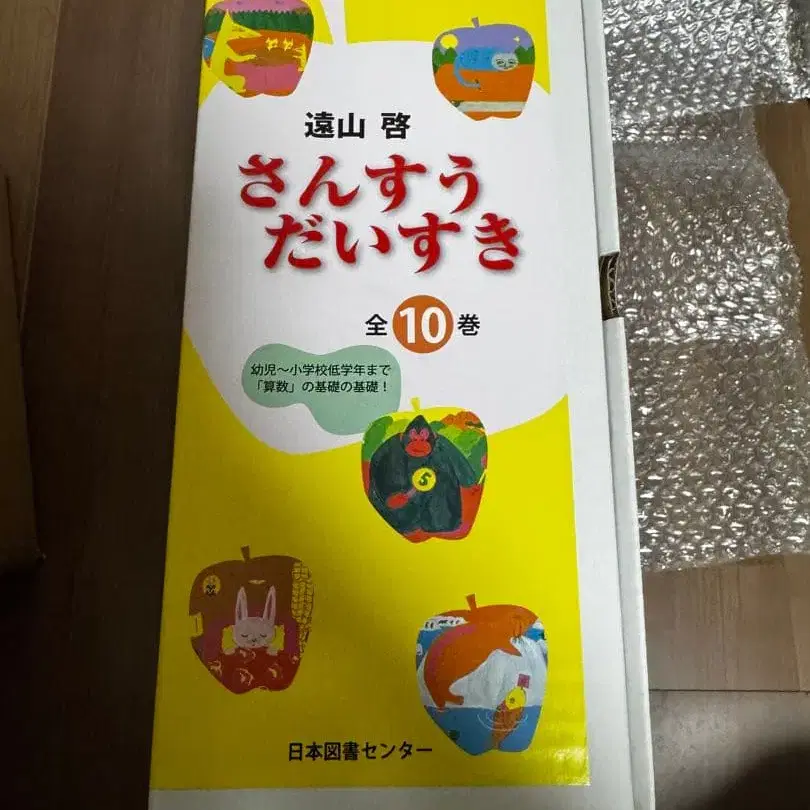 遠山 啓
さんすう
だいすき
全10巻
幼児～小学校低学年まで
「算数」の基礎の基礎！
5
日本図書センター